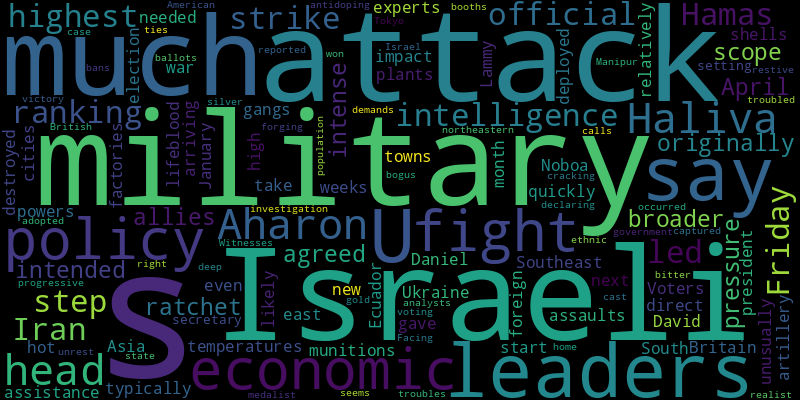 American
antidoping
experts
booths
highest
needed
strike
official
Hamas
case
ties
Tokyo
much
attack
election
reported
won
Israel
Lammy
deployed
relatively
shells
bans
ballots
war
impact
plants
Manipur
scope
setting
arrestive
April
troubled
victory
silver
intense
ranking
gangs
demands
intelligence
Haliva
British
forging
population
calls
originally
destroyed
cities
factories
lifeblood
arriving
January
high
military
northeastern
towns
month
Noboa
say
take
weeks
bogus
cracking
quickly
declaring
powers
adopted
allies
investigation
occurred
captured
broader
policy
Aharon
U
fight
government
led
pressure
president
Friday
Witnesses
ethnic
progressive
right
deep
agreed
Daniel
Southeast
bitter
intended
S
Israeli
even
likely
new
Ukraine
foreign
assaults
next
Voters
direct
step
ratchet
gold
analysts
cast
David
unusually
artillery
Iran
secretary
east
Ecuador
gave
voting
Facing
hot
unrest
Asia
temperatures
munitions
start
home
South
Britain
state
head
economic
leaders
assistance
typically
medalist
seems
troubles
realist